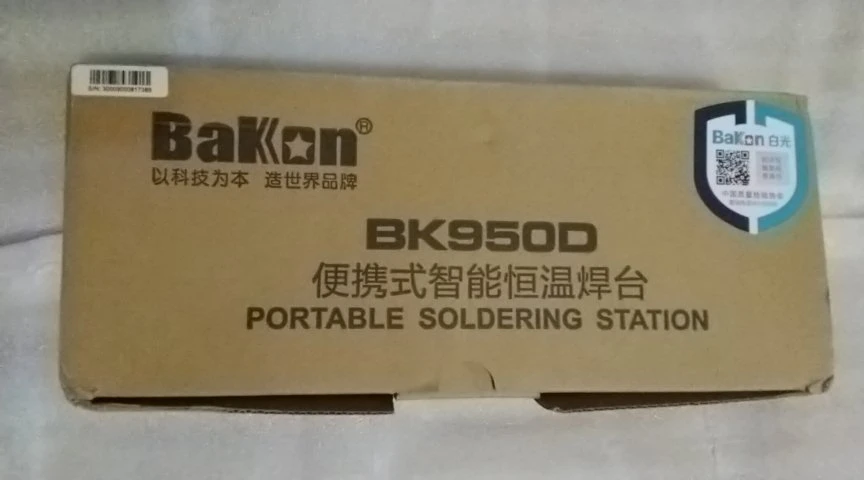 BaKon®
以科技为本 造世界品牌
BK950D
便携式智能恒温焊台
PORTABLE SOLDERING STATION
BaKon 白光